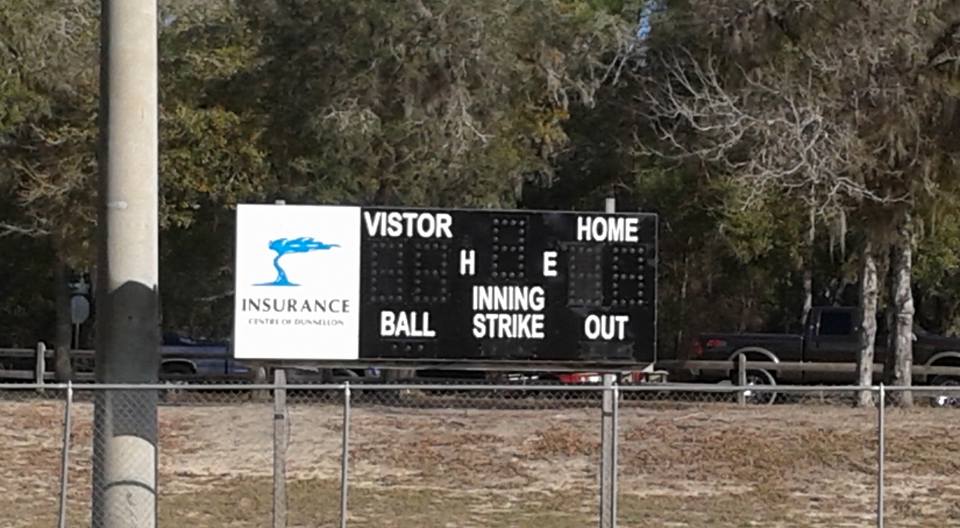 INSURANCE
CENTRE OF DUNNELLON
VISTOR
HOME
H
E
INNING
BALL
STRIKE
OUT